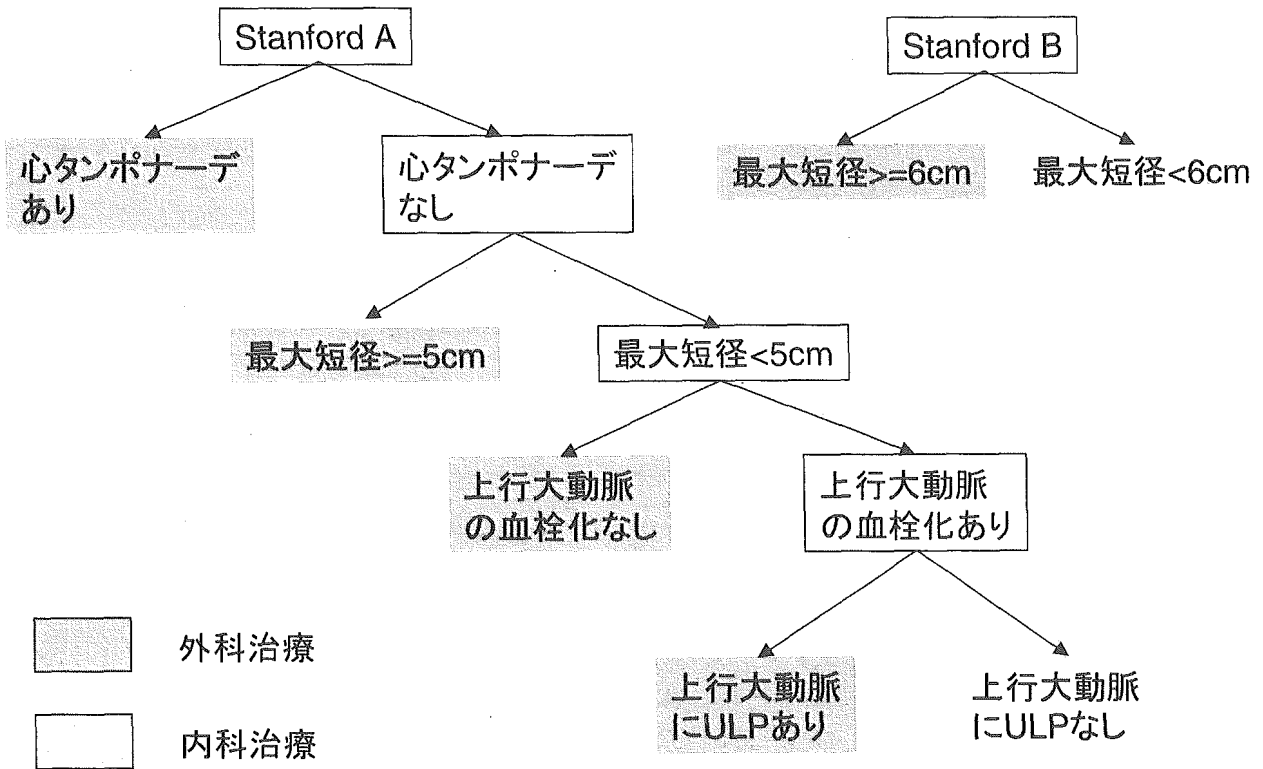 Stanford A
Stanford B
心タンポナーデ
あり
心タンポナーデ
なし
最大短径>=6cm
最大短径<6cm
最大短径>=5cm
最大短径<5cm
上行大動脈
の血栓化なし
上行大動脈
の血栓化あり
外科治療
上行大動脈
にULPあり
上行大動脈
にULPなし
内科治療